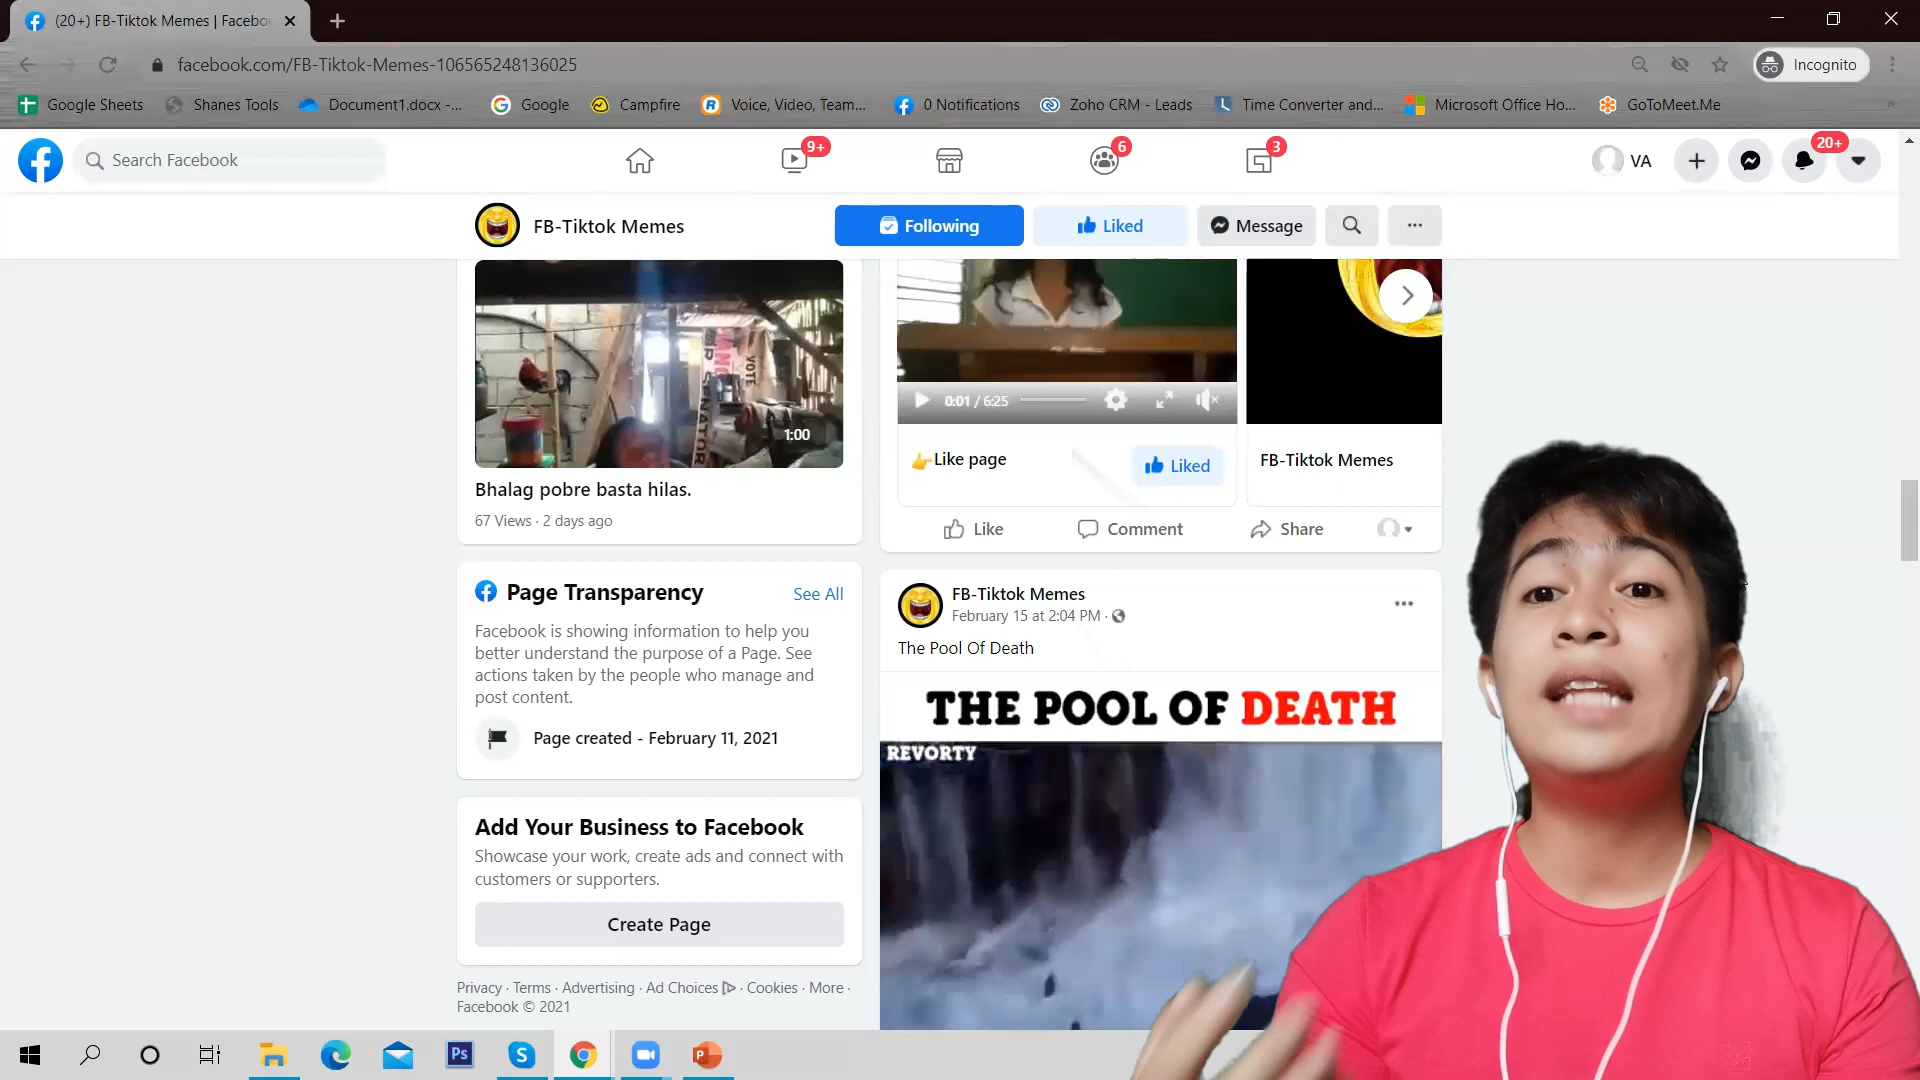 (20+) FB-Tiktok Memes | Facebo
facebook.com/FB-Tiktok-Memes-106565248136025
Incognito
Google Sheets
Shanes Tools
Document1.docx -...
Google
Campfire
Voice, Video, Team...
0 Notifications
Zoho CRM - Leads
Time Converter and...
Microsoft Office Ho...
GoToMeet.Me
Search Facebook
9+
6
3
VA
20+
FB-Tiktok Memes
Following
Liked
Message
VOTE
NATOR
1:00
Bhalag pobre basta hilas.
67 Views · 2 days ago
0:01 / 6:25
👉Like page
Liked
FB-Tiktok Memes
Like
Comment
Share
Page Transparency
See All
Facebook is showing information to help you
better understand the purpose of a Page. See
actions taken by the people who manage and
post content.
Page created - February 11, 2021
Add Your Business to Facebook
Showcase your work, create ads and connect with
customers or supporters.
Create Page
Privacy · Terms · Advertising · Ad Choices · Cookies · More ·
Facebook © 2021
FB-Tiktok Memes
February 15 at 2:04 PM ·
The Pool Of Death
THE POOL OF DEATH
REVORTY